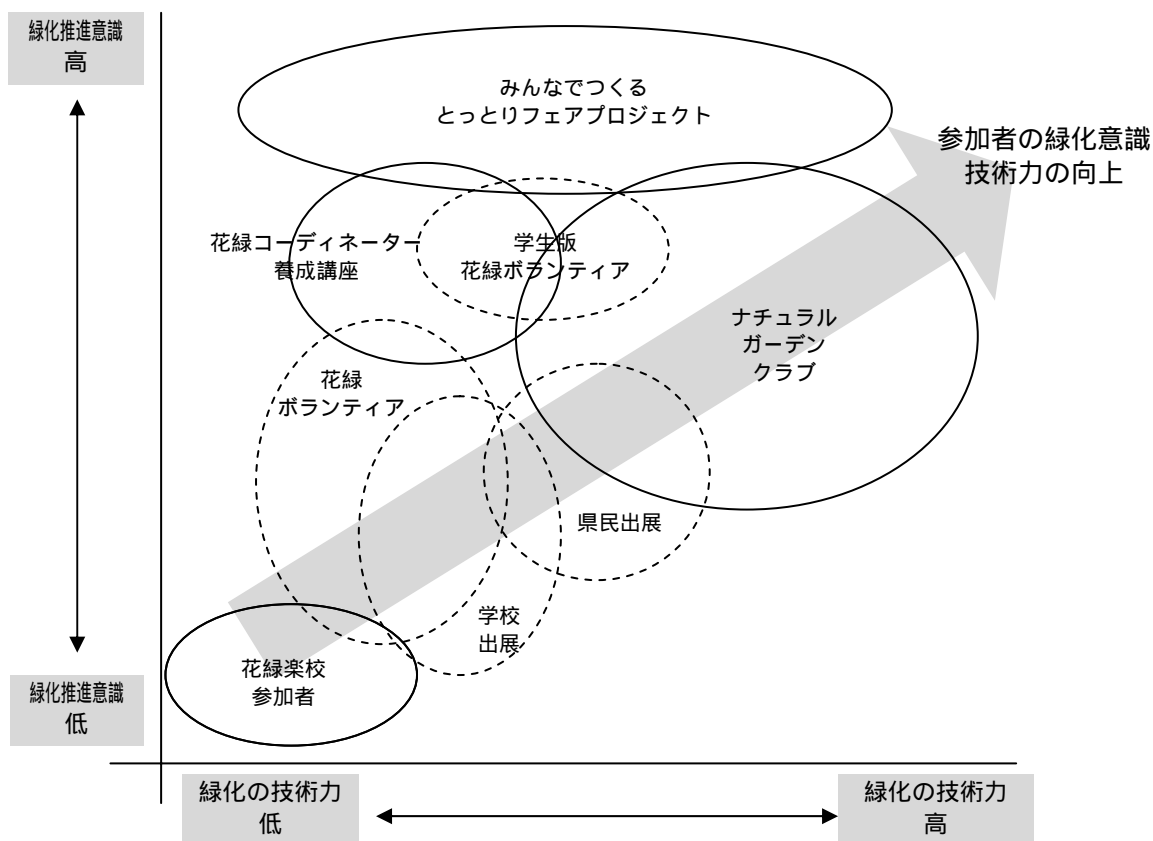 緑化推進意識
高
みんなでつくる
とっとりフェアプロジェクト
参加者の緑化意識
技術力の向上
花緑コーディネーター
養成講座
学生版
花緑ボランティア
ナチュラル
ガーデン
クラブ
花緑
ボランティア
県民出展
学校
出展
花緑楽校
参加者
緑化推進意識
低
緑化の技術力
低
緑化の技術力
高